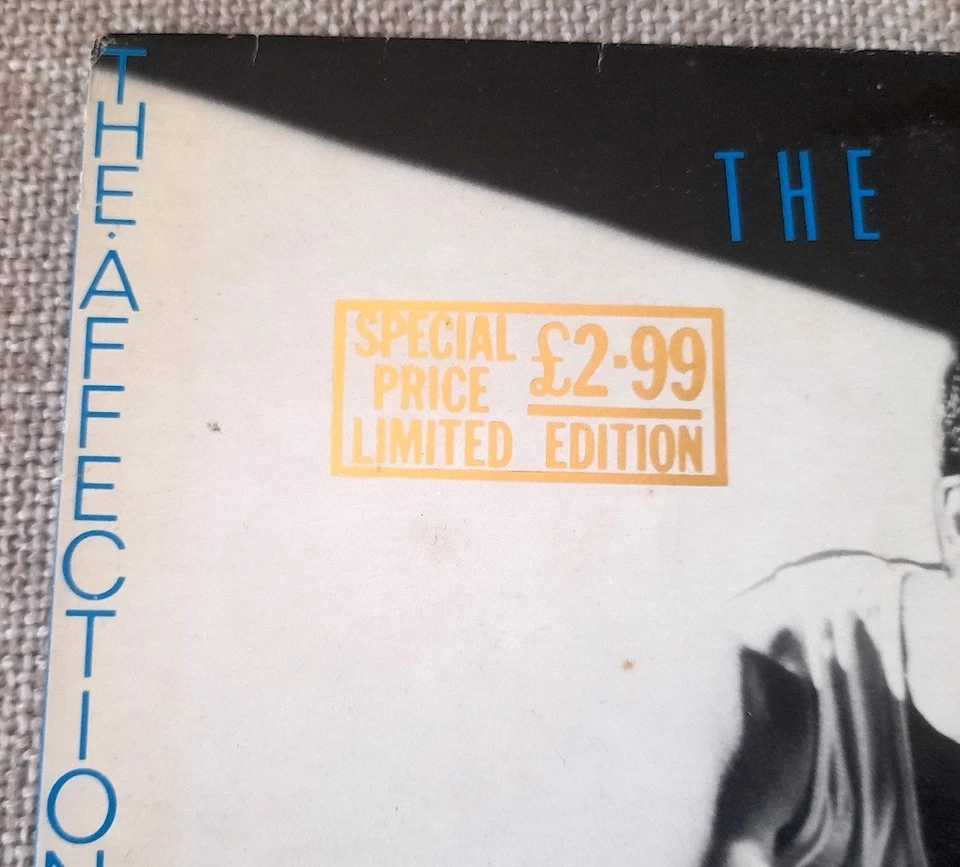 THE·AFFECTION
THE
SPECIAL
PRICE
£2·99
LIMITED EDITION